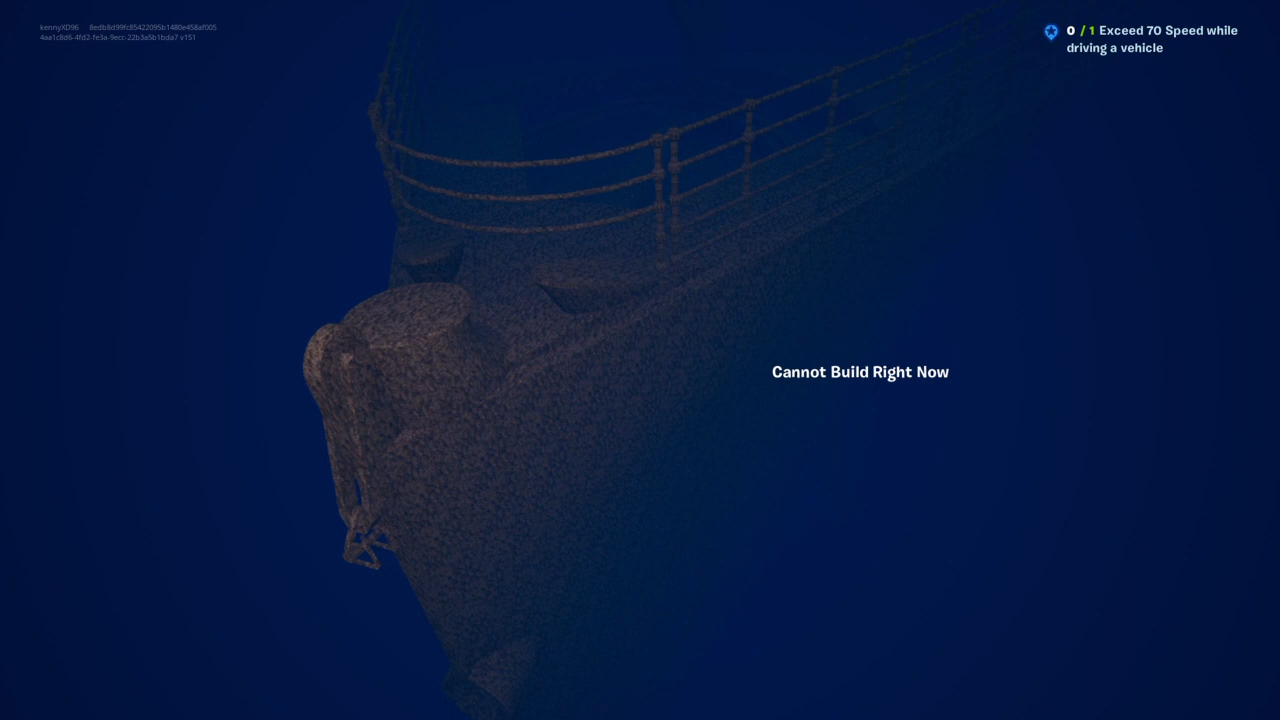 kennyXD96 8edb8d99fc85422095b1480e458af005
4aa1c8d6-4fd2-fe3a-9ecc-22b3a5b1bda7 v151
0 / 1 Exceed 70 Speed while
driving a vehicle
Cannot Build Right Now